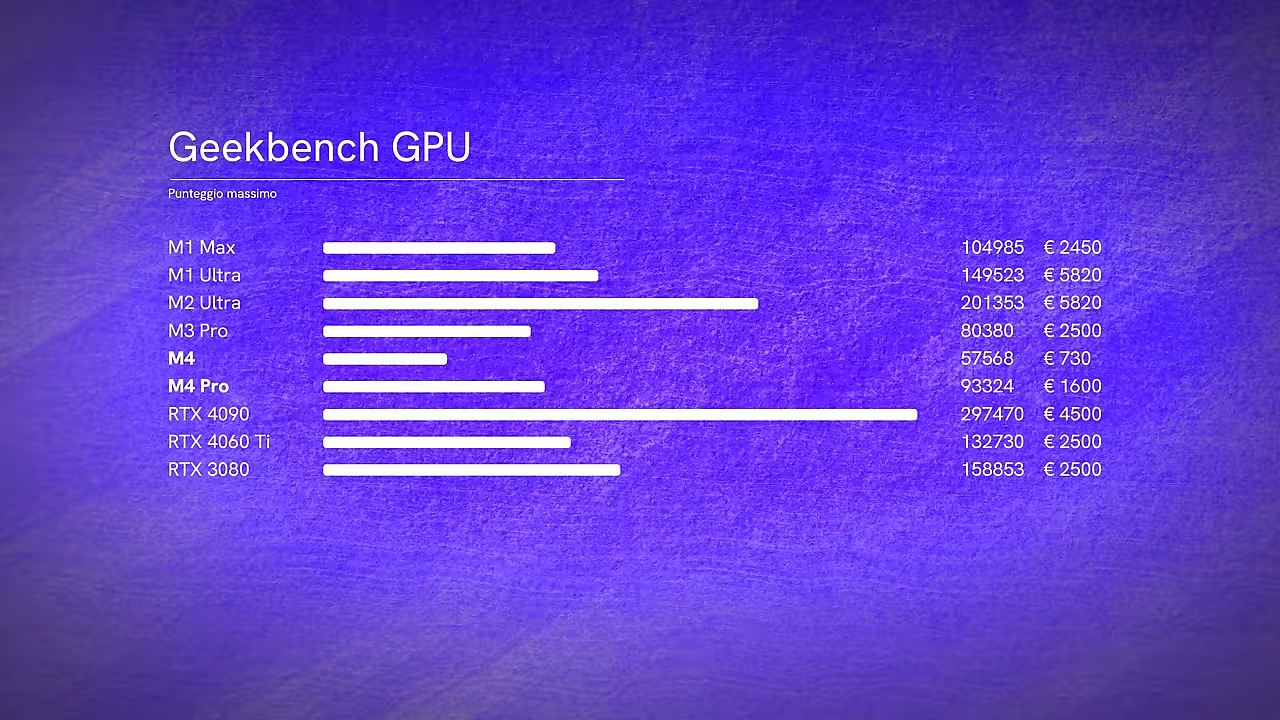 Geekbench GPU
Punteggio massimo
M1 Max 104985 € 2450
M1 Ultra 149523 € 5820
M2 Ultra 201353 € 5820
M3 Pro 80380 € 2500
M4 57568 € 730
M4 Pro 93324 € 1600
RTX 4090 297470 € 4500
RTX 4060 Ti 132730 € 2500
RTX 3080 158853 € 2500